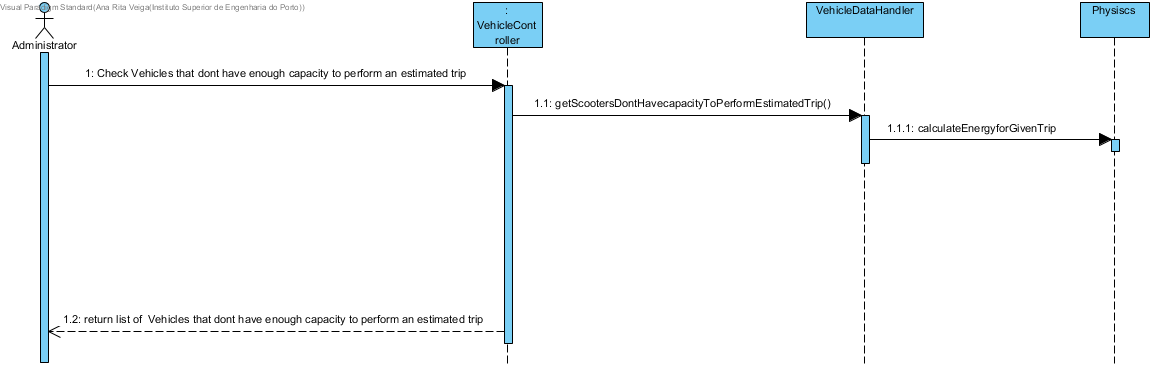 Visual Paradigm Standard(Ana Rita Veiga(Instituto Superior de Engenharia do Porto))
Administrator
:
VehicleCont
roller
VehicleDataHandler
Physiscs
1: Check Vehicles that dont have enough capacity to perform an estimated trip
1.1: getScootersDontHavecapacityToPerformEstimatedTrip()
1.1.1: calculateEnergyforGivenTrip
1.2: return list of Vehicles that dont have enough capacity to perform an estimated trip